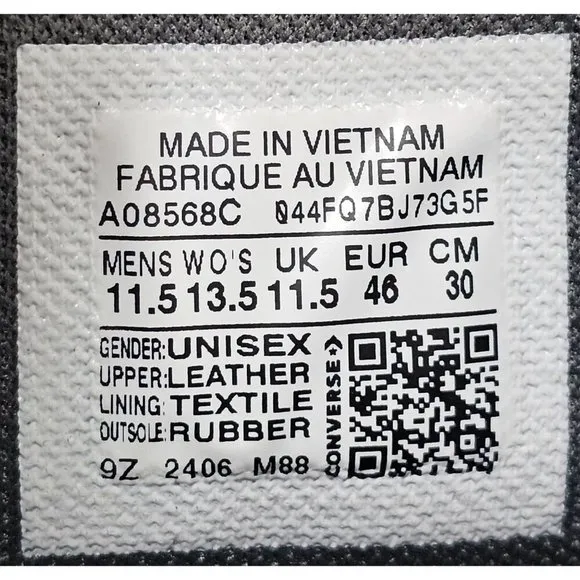 MADE IN VIETNAM
FABRIQUE AU VIETNAM
A08568C 044FQ7BJ73G5F
MENS WO'S UK EUR CM
11.5 13.5 11.5 46 30
GENDER:UNISEX
UPPER:LEATHER
LINING:TEXTILE
OUTSOLE:RUBBER
CONVERSE
9Z 2406 M88